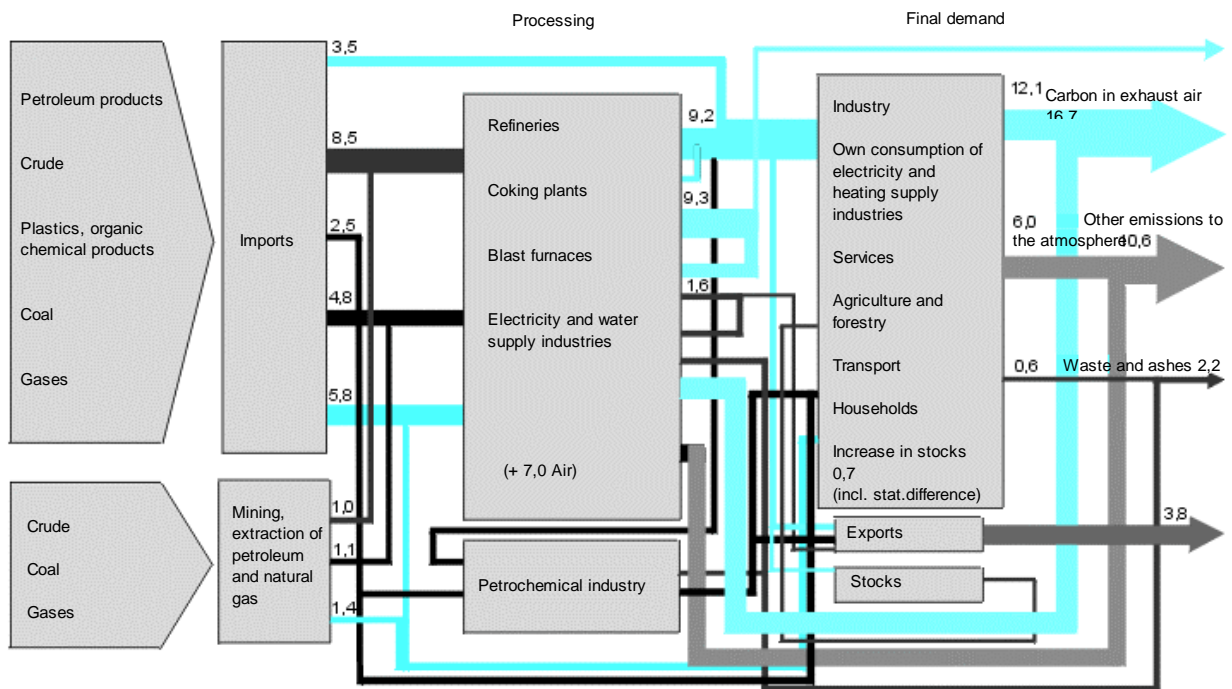 Processing
Final demand
Petroleum products
Crude
Plastics, organic
chemical products
Coal
Gases
Imports
3,5
8,5
2,5
4,8
5,8
Refineries
Coking plants
Blast furnaces
Electricity and water
supply industries
(+ 7,0 Air)
9,2
9,3
1,6
Industry
Own consumption of
electricity and
heating supply
industries
Services
Agriculture and
forestry
Transport
Households
Increase in stocks
0,7
(incl. stat.difference)
12,1
Carbon in exhaust air
16,7
6,0
Other emissions to
the atmosphere 10,6
0,6
Waste and ashes 2,2
3,8
Crude
Coal
Gases
Mining,
extraction of
petroleum
and natural
gas
1,0
1,1
1,4
Petrochemical industry
Exports
Stocks